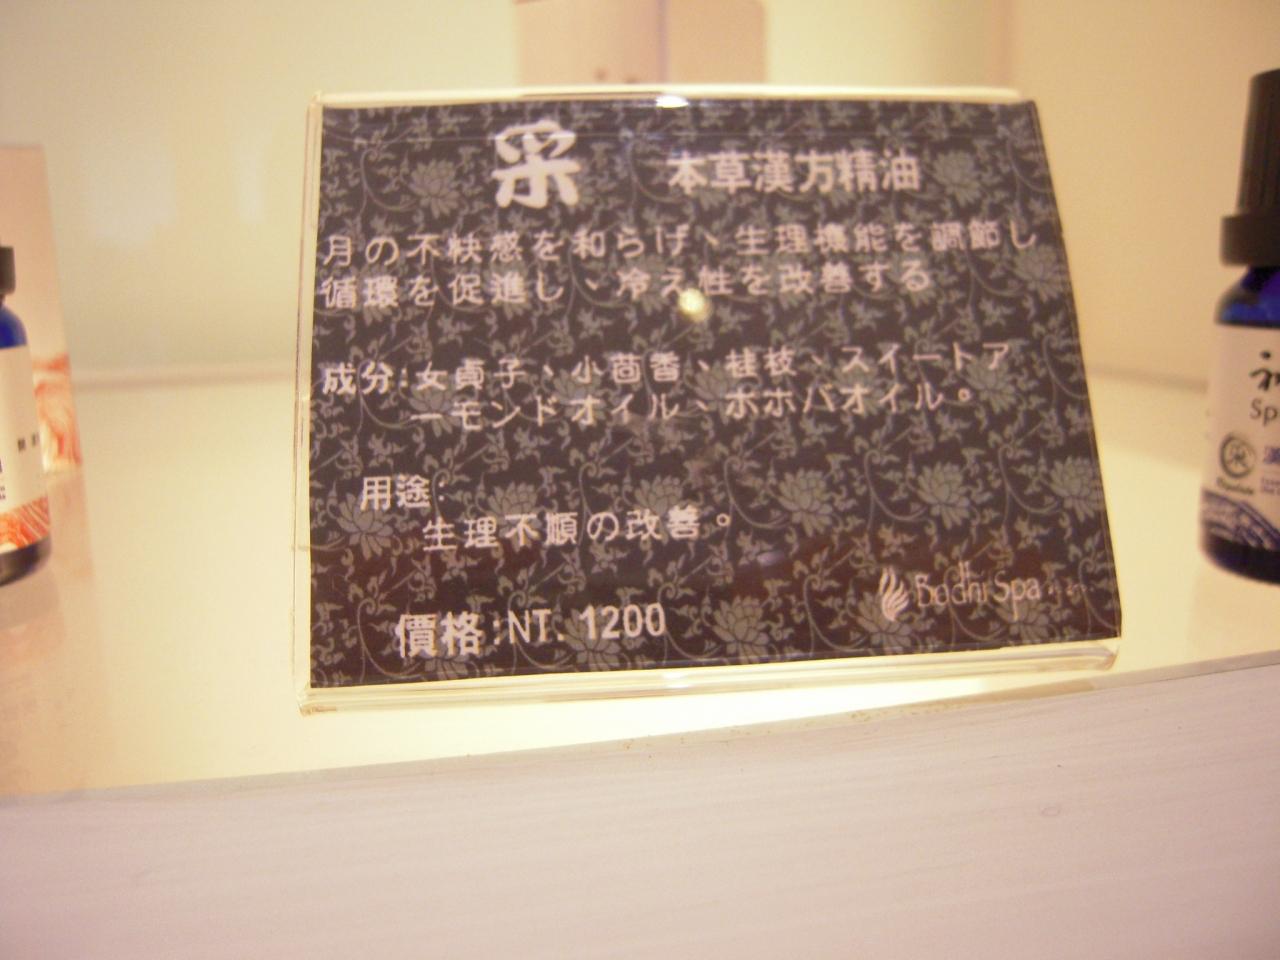 采 本草漢方精油
月の不快感を和らげ、生理機能を調節し
循環を促進し、冷え性を改善する
成分:女貞子、小茴香、桂枝、スイートア
ーモンドオイル、ホホバオイル。
用途:
生理不順の改善。
Bodhi Spa
價格:NT. 1200
Sp